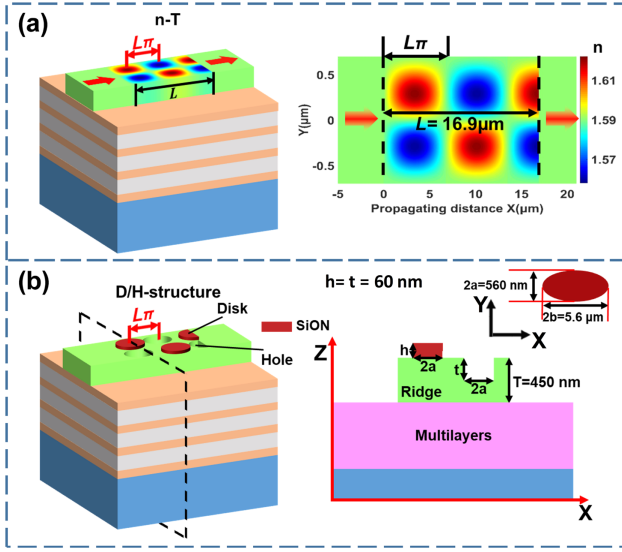 (a)
n-T
Lπ
L
Lπ
n
0.5
0
-0.5
Y(μm)
L= 16.9μm
1.61
1.59
1.57
-5 0 5 10 15 20
Propagating distance X(μm)
(b)
D/H-structure
Lπ
Disk
SiON
Hole
h= t = 60 nm
2a=560 nm
2b=5.6 μm
Y
X
Z
h
2a
t
2a
T=450 nm
Ridge
Multilayers
X